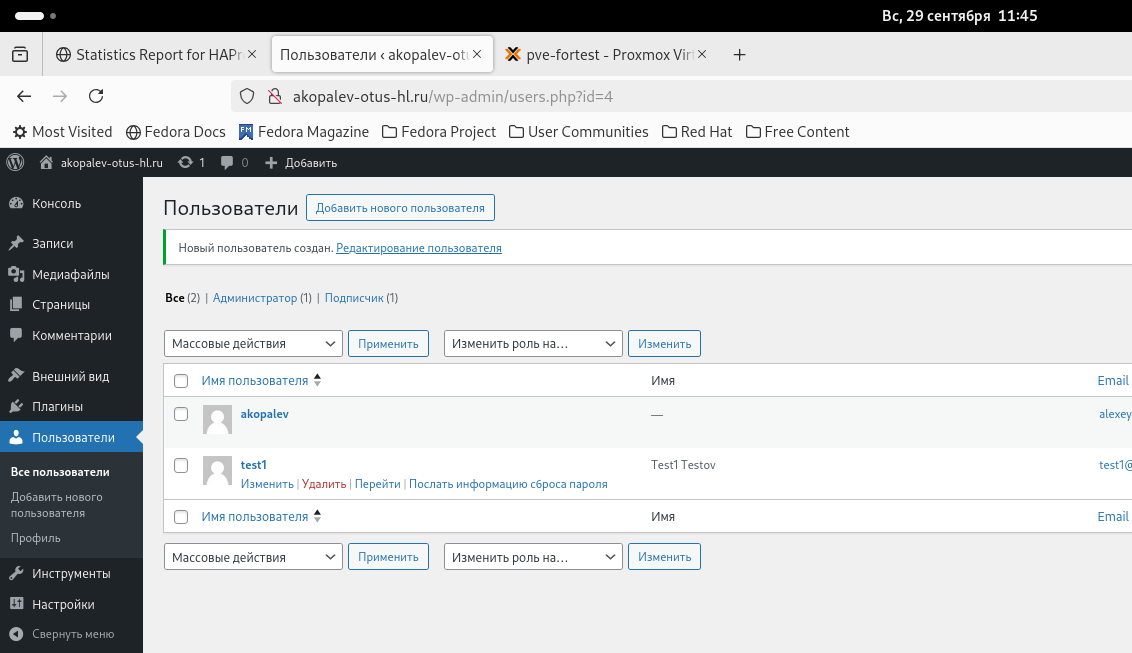 Вс, 29 сентября 11:45
Statistics Report for HAPr
Пользователи ‹ akopalev-otu
pve-fortest - Proxmox Virt
akopalev-otus-hl.ru/wp-admin/users.php?id=4
Most Visited Fedora Docs Fedora Magazine Fedora Project User Communities Red Hat Free Content
akopalev-otus-hl.ru 1 0 Добавить
Консоль
Записи
Медиафайлы
Страницы
Комментарии
Внешний вид
Плагины
Пользователи
Все пользователи
Добавить нового
пользователя
Профиль
Инструменты
Настройки
Свернуть меню
Пользователи Добавить нового пользователя
Новый пользователь создан. Редактирование пользователя
Все (2) | Администратор (1) | Подписчик (1)
Массовые действия Применить Изменить роль на... Изменить
Имя пользователя Имя Email
akopalev — alexey
test1 Test1 Testov test1@
Изменить | Удалить | Перейти | Послать информацию сброса пароля
Имя пользователя Имя Email
Массовые действия Применить Изменить роль на... Изменить